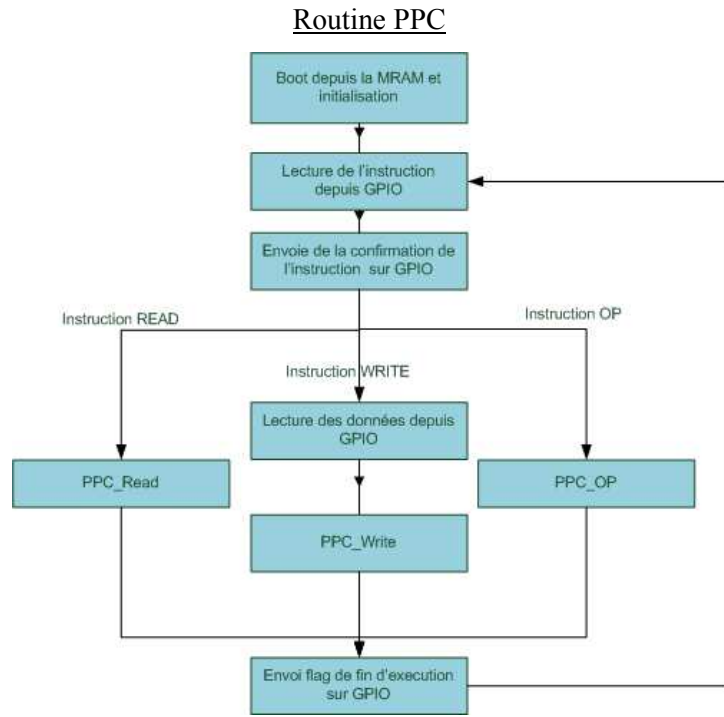 Routine PPC
Boot depuis la MRAM et
initialisation
Lecture de l'instruction
depuis GPIO
Envoie de la confirmation de
l'instruction sur GPIO
Instruction READ
Instruction OP
Instruction WRITE
Lecture des données depuis
GPIO
PPC_Read
PPC_OP
PPC_Write
Envoi flag de fin d'execution
sur GPIO